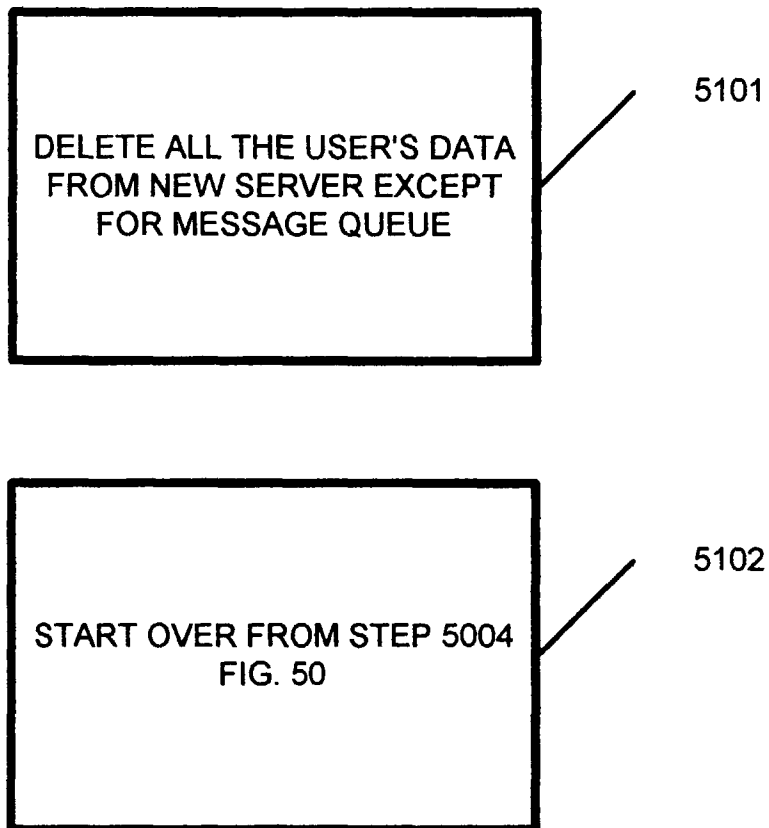 5101
DELETE ALL THE USER'S DATA
FROM NEW SERVER EXCEPT
FOR MESSAGE QUEUE
5102
START OVER FROM STEP 5004
FIG. 50